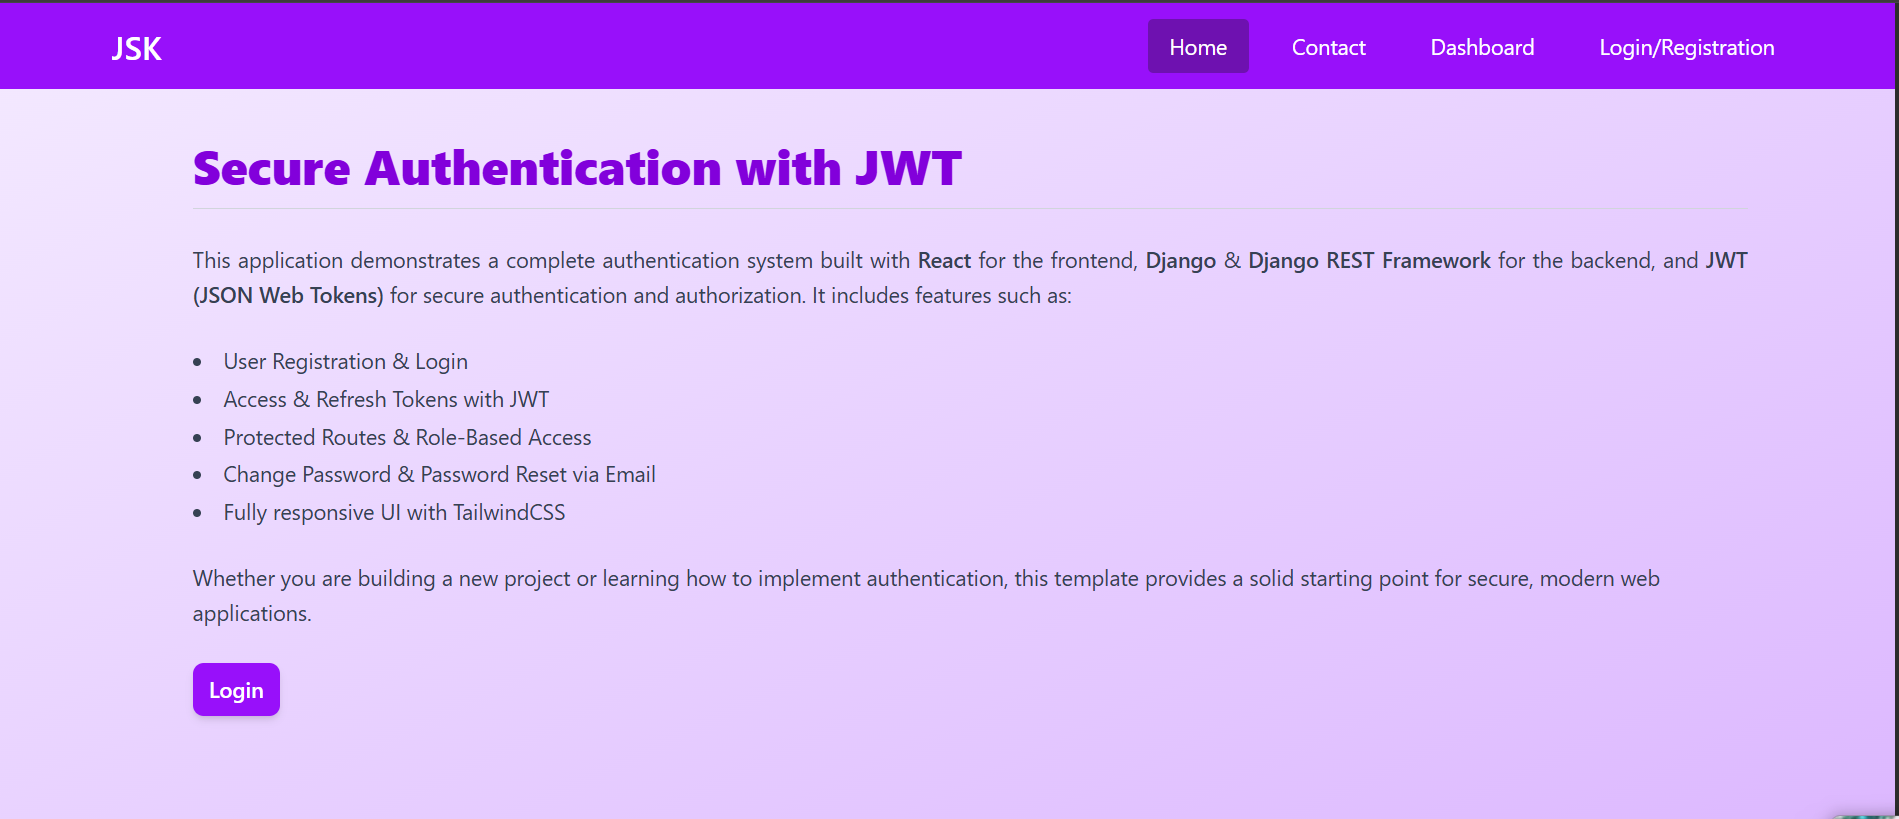 JSK
Home
Contact
Dashboard
Login/Registration
Secure Authentication with JWT
This application demonstrates a complete authentication system built with React for the frontend, Django & Django REST Framework for the backend, and JWT
(JSON Web Tokens) for secure authentication and authorization. It includes features such as:
• User Registration & Login
• Access & Refresh Tokens with JWT
• Protected Routes & Role-Based Access
• Change Password & Password Reset via Email
• Fully responsive UI with TailwindCSS
Whether you are building a new project or learning how to implement authentication, this template provides a solid starting point for secure, modern web
applications.
Login